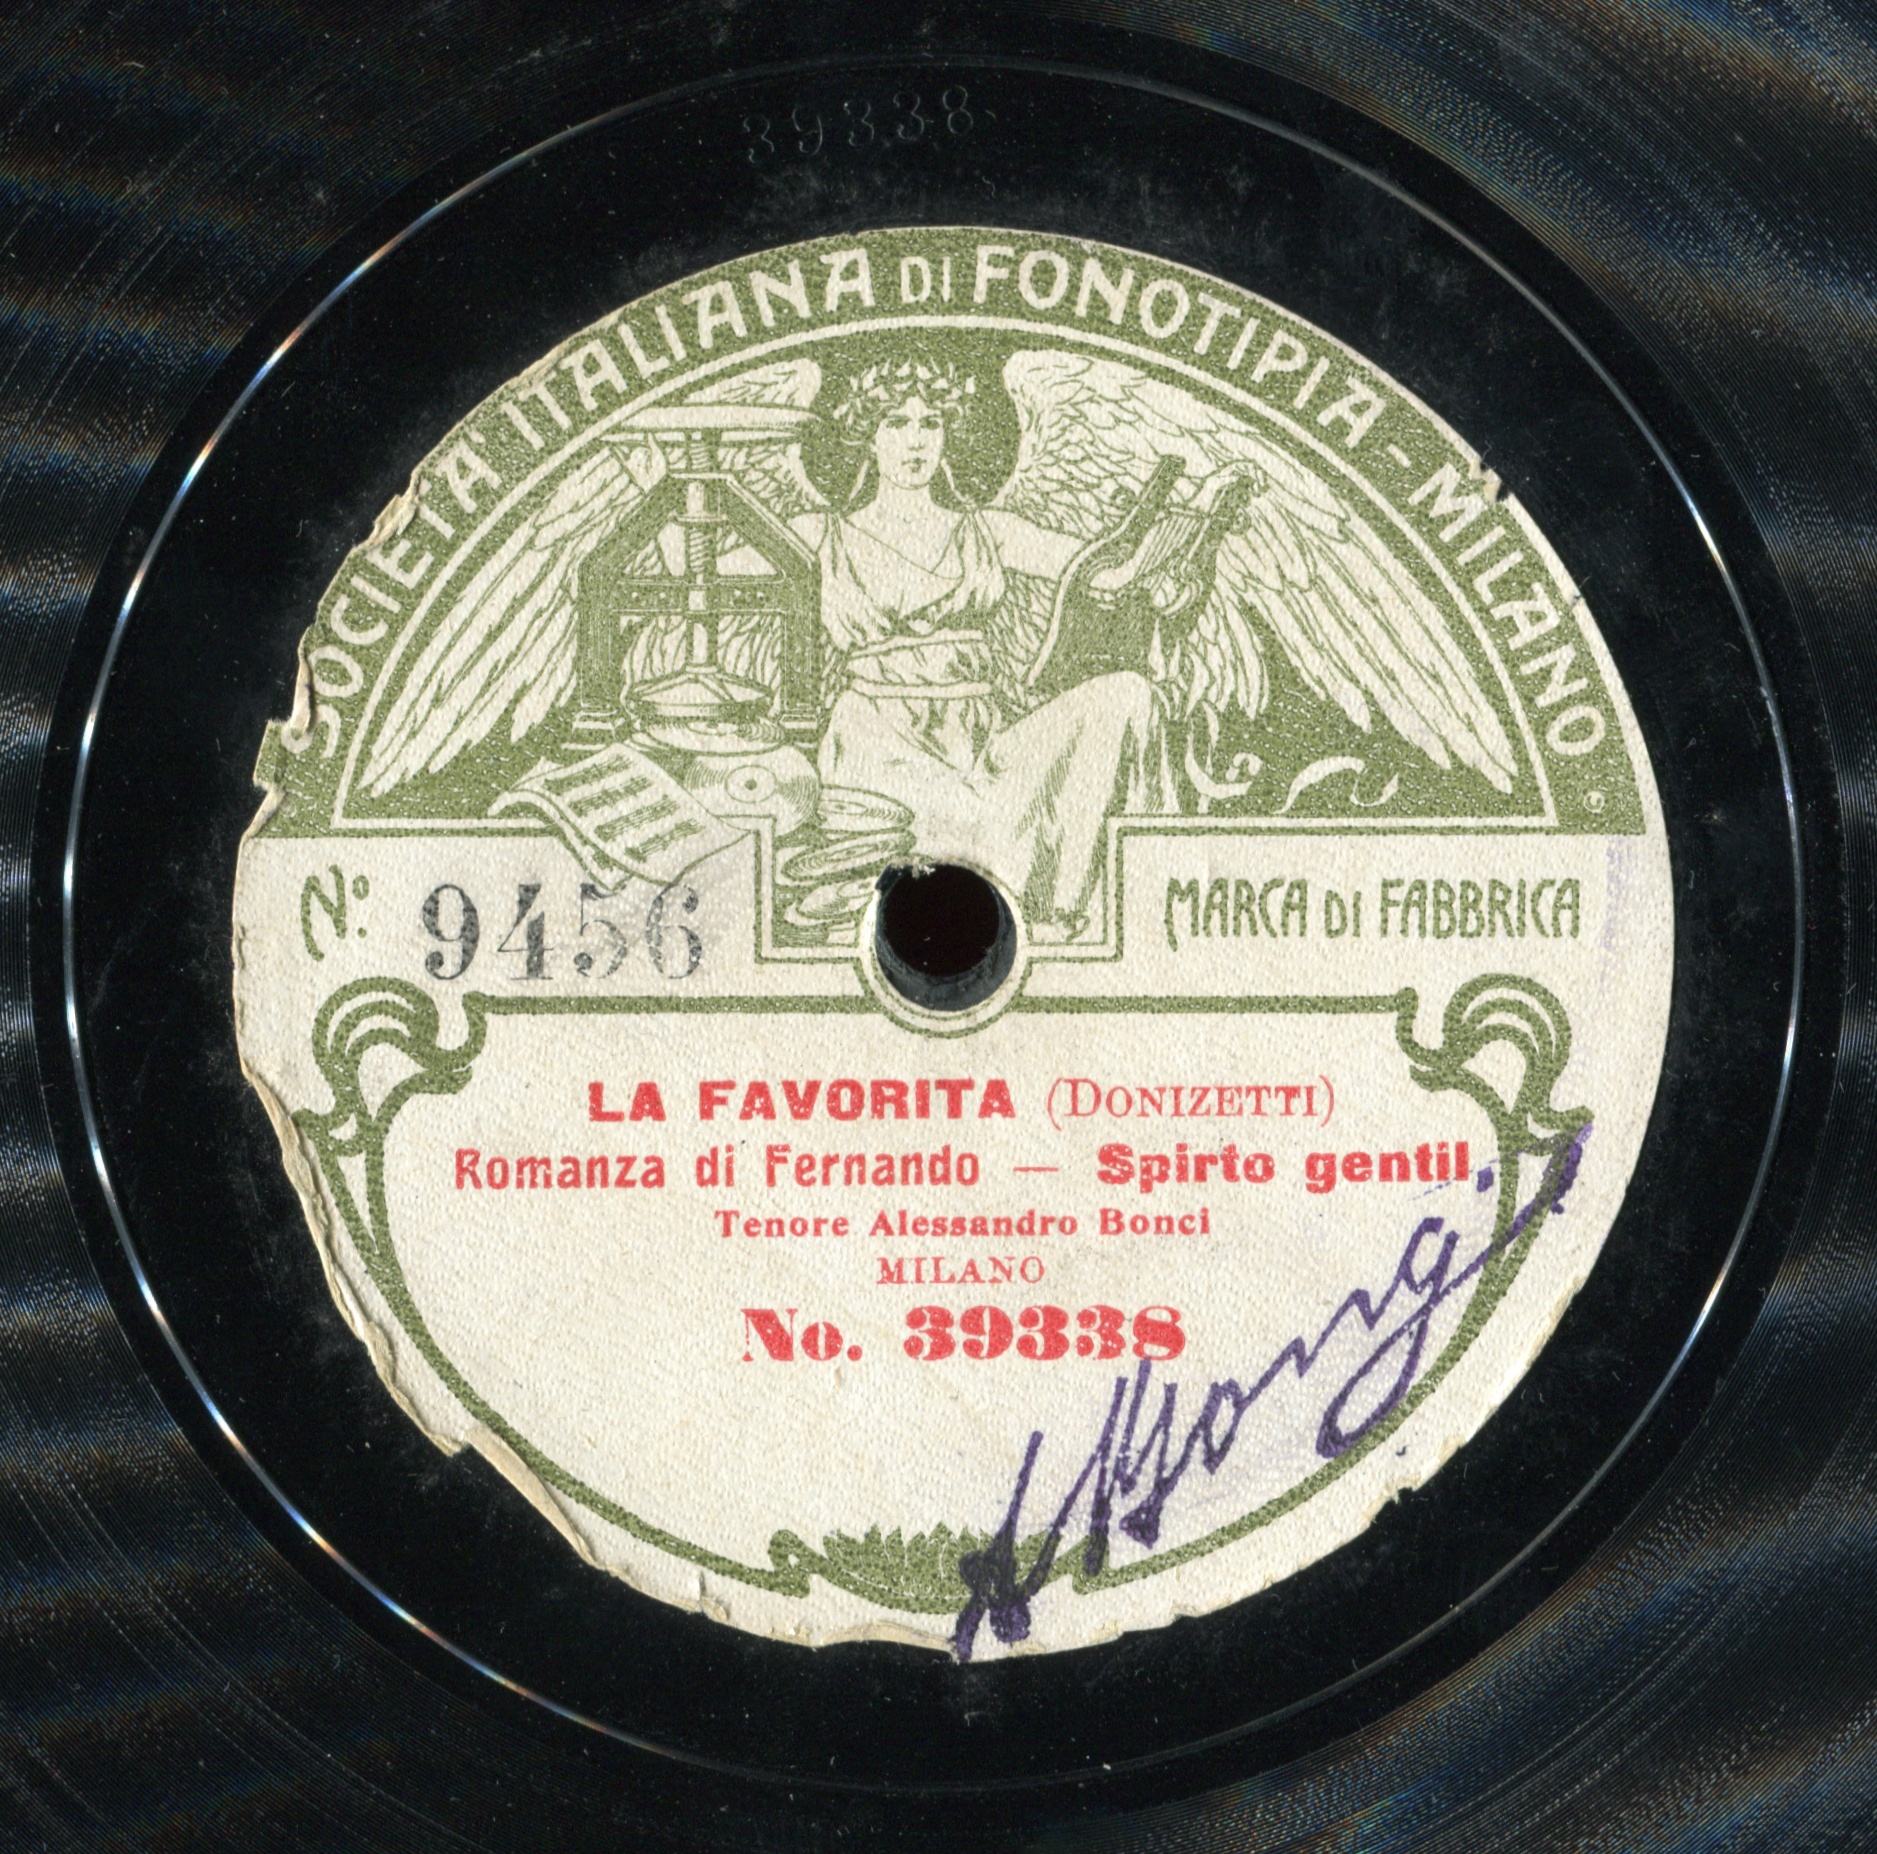 39338
SOCIETA' ITALIANA DI FONOTIPIA - MILANO
No. 9456
MARCA DI FABBRICA
LA FAVORITA (DONIZETTI)
Romanza di Fernando — Spirto gentil.
Tenore Alessandro Bonci
MILANO
No. 39338